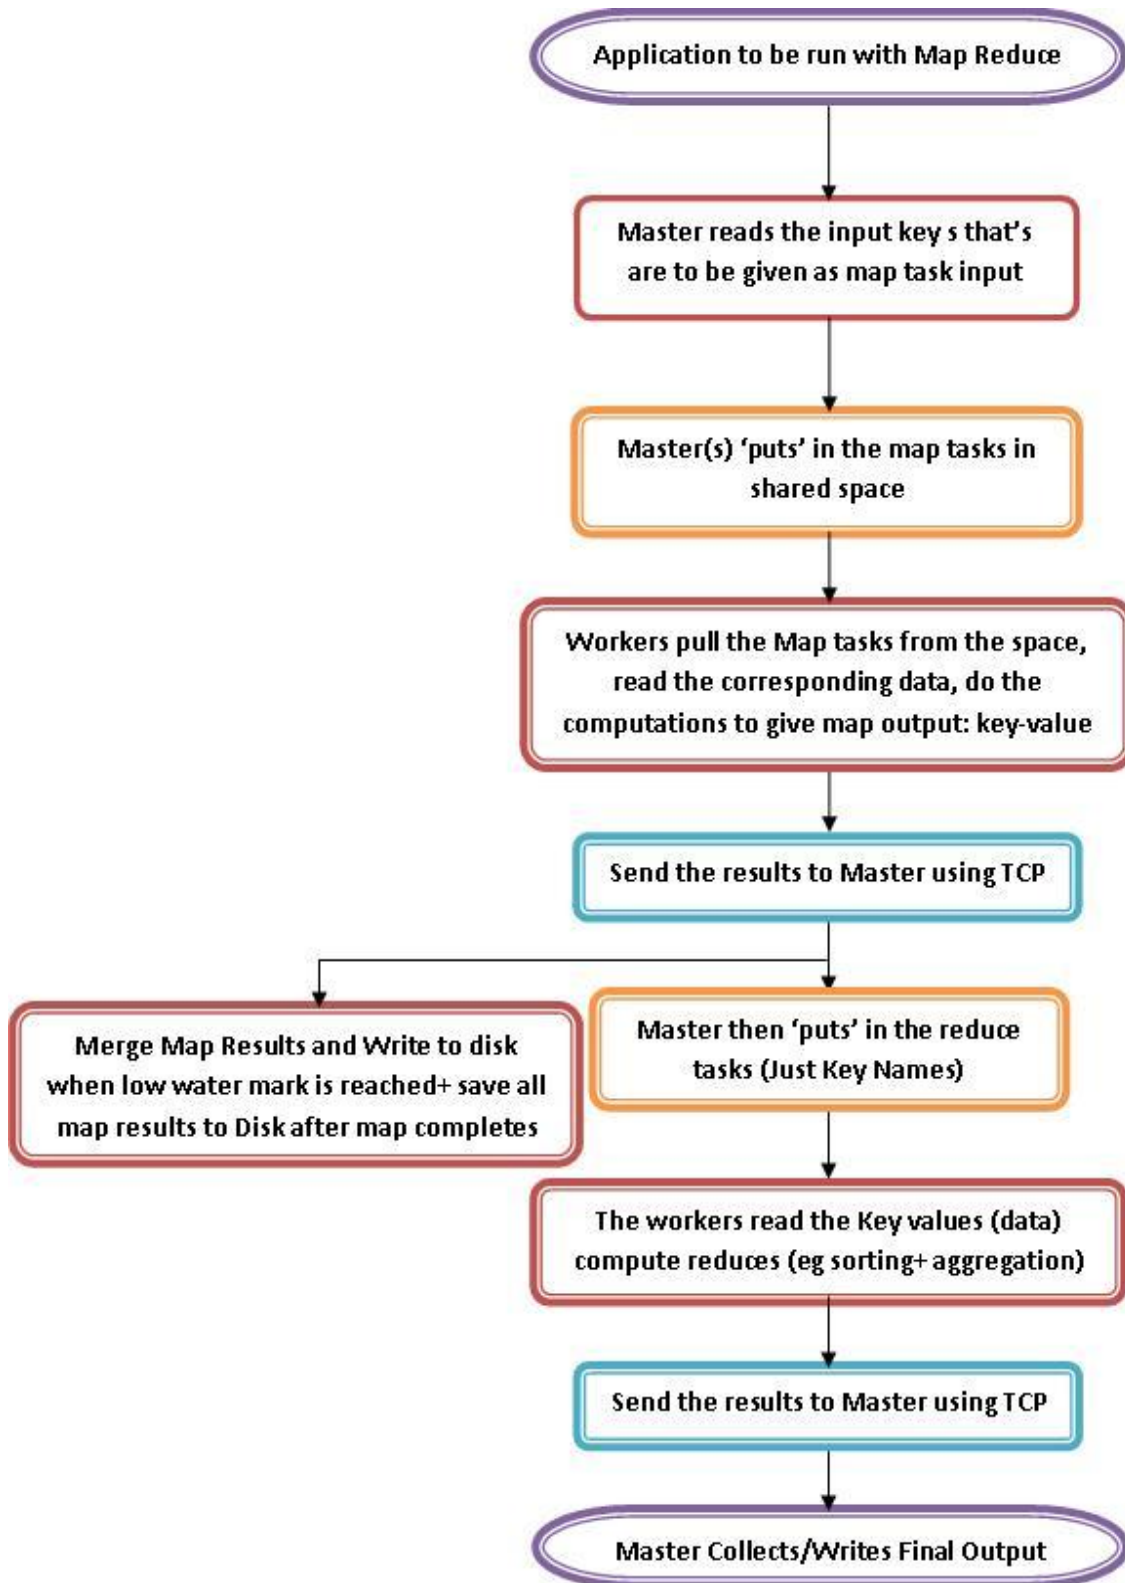 Application to be run with Map Reduce
Master reads the input key s that's
are to be given as map task input
Master(s) ‘puts’ in the map tasks in
shared space
Workers pull the Map tasks from the space,
read the corresponding data, do the
computations to give map output: key-value
Send the results to Master using TCP
Merge Map Results and Write to disk
when low water mark is reached+ save all
map results to Disk after map completes
Master then ‘puts’ in the reduce
tasks (Just Key Names)
The workers read the Key values (data)
compute reduces (eg sorting+ aggregation)
Send the results to Master using TCP
Master Collects/Writes Final Output